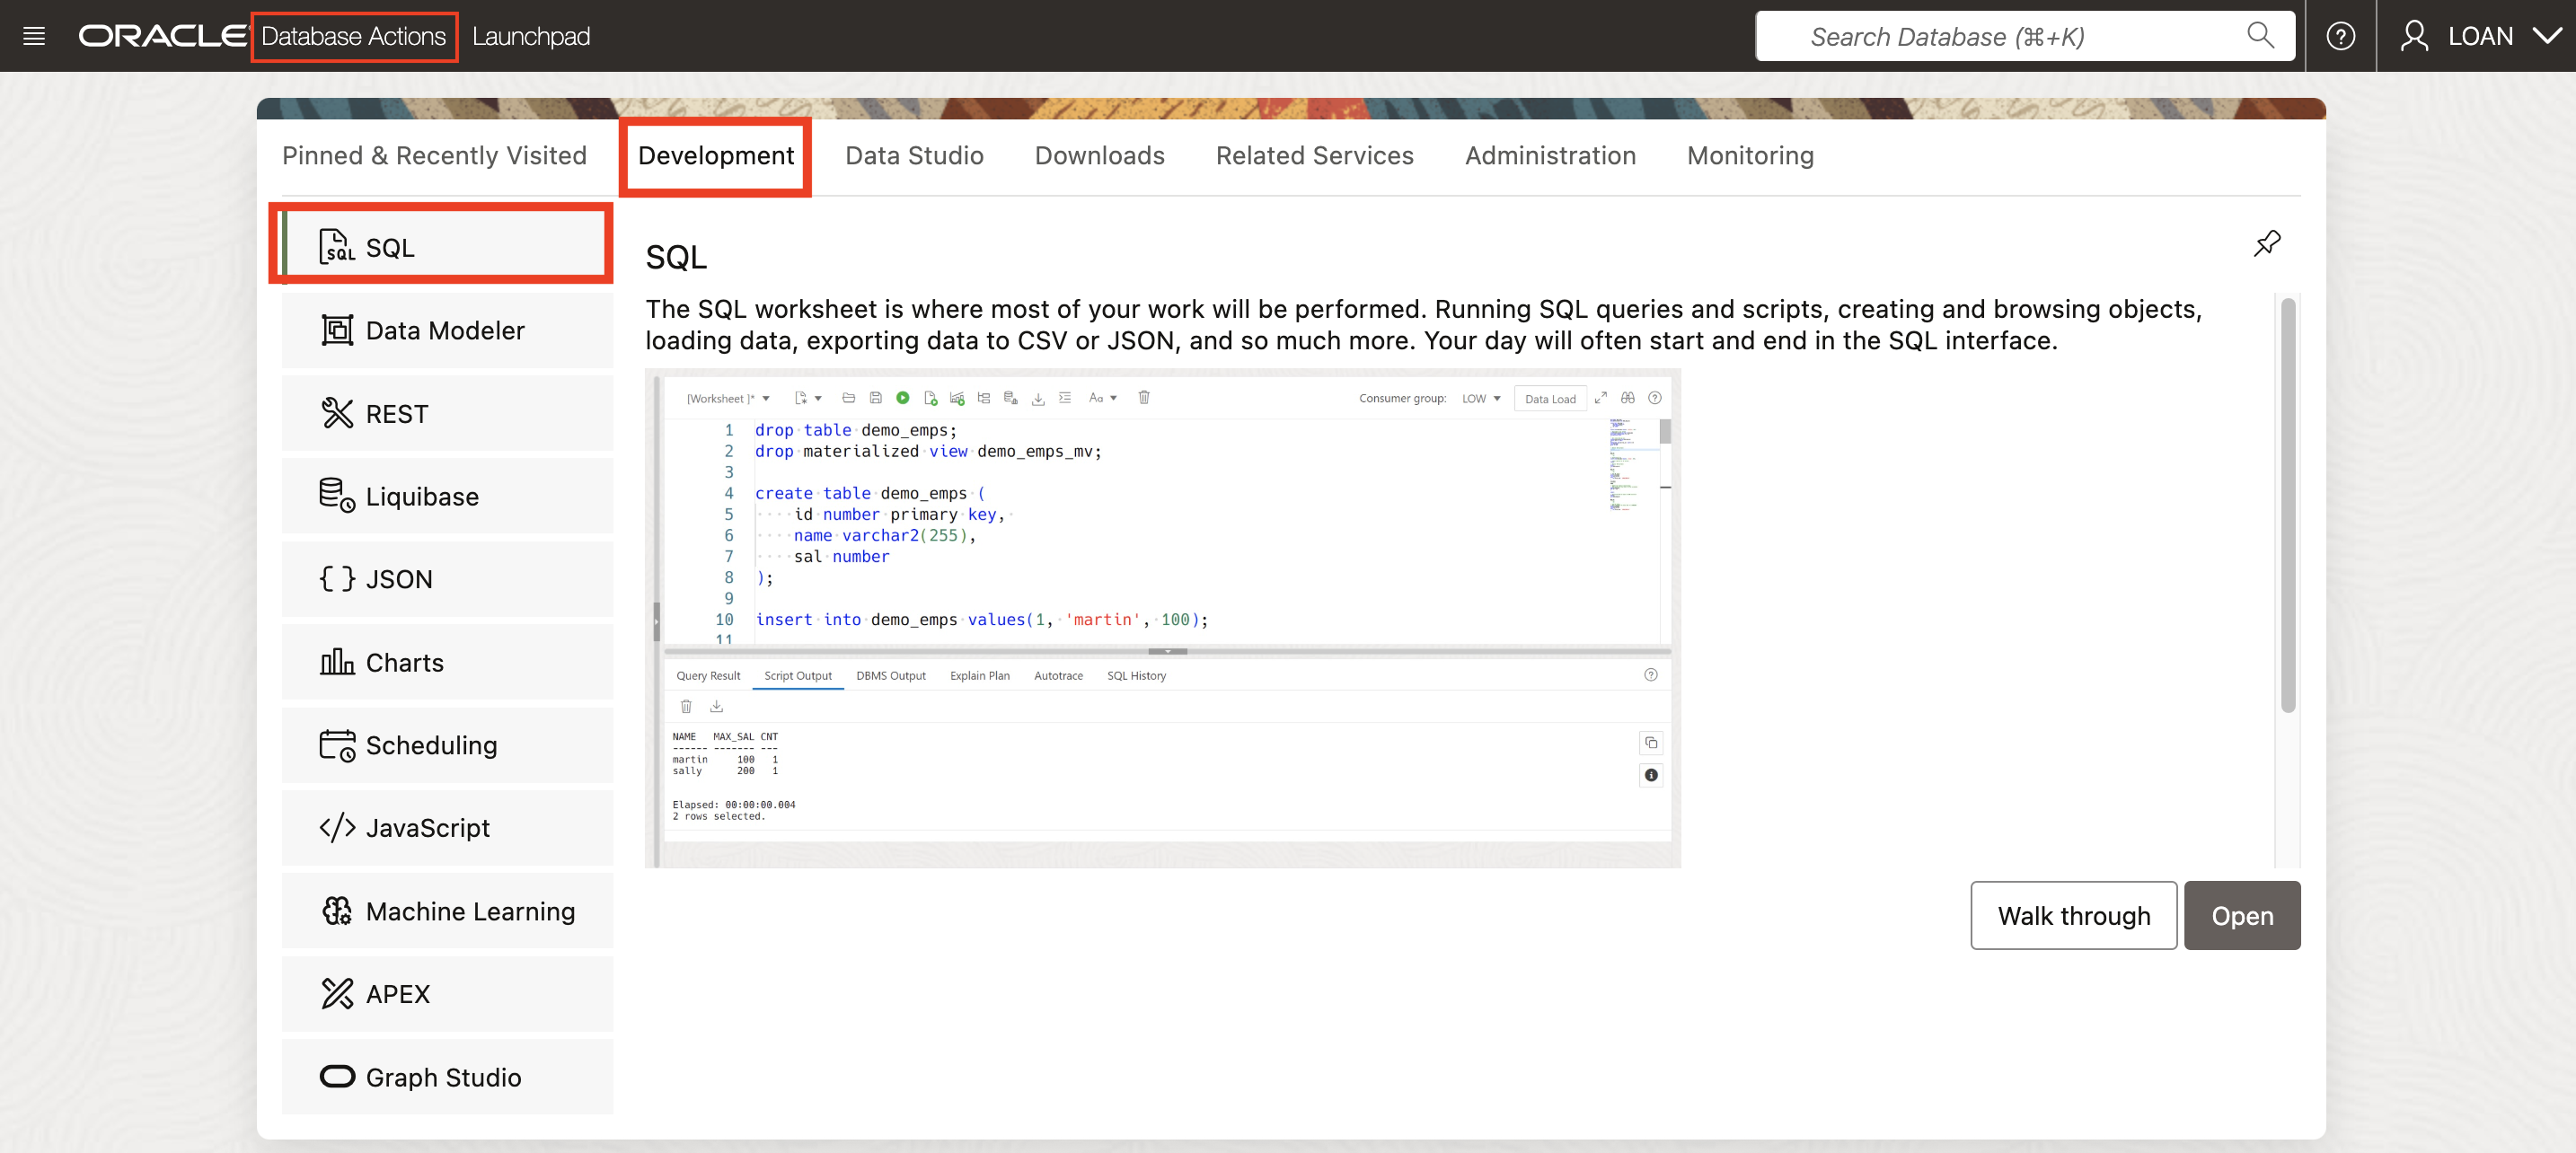 ORACLE Database Actions Launchpad
Search Database (⌘+K)
LOAN
Pinned & Recently Visited Development Data Studio Downloads Related Services Administration Monitoring
SQL
Data Modeler
REST
Liquibase
{ } JSON
Charts
Scheduling
</> JavaScript
Machine Learning
APEX
Graph Studio
SQL
The SQL worksheet is where most of your work will be performed. Running SQL queries and scripts, creating and browsing objects,
loading data, exporting data to CSV or JSON, and so much more. Your day will often start and end in the SQL interface.
[Worksheet ]* Aa Consumer group: LOW Data Load
1 drop table demo_emps;
2 drop materialized view demo_emps_mv;
3
4 create table demo_emps (
5 id number primary key,
6 name varchar2(255),
7 sal number
8 );
9
10 insert into demo_emps values(1, 'martin', 100);
11
Query Result Script Output DBMS Output Explain Plan Autotrace SQL History
NAME MAX_SAL CNT
------ ------- ---
martin 100 1
sally 200 1
Elapsed: 00:00:00.004
2 rows selected.
Walk through Open